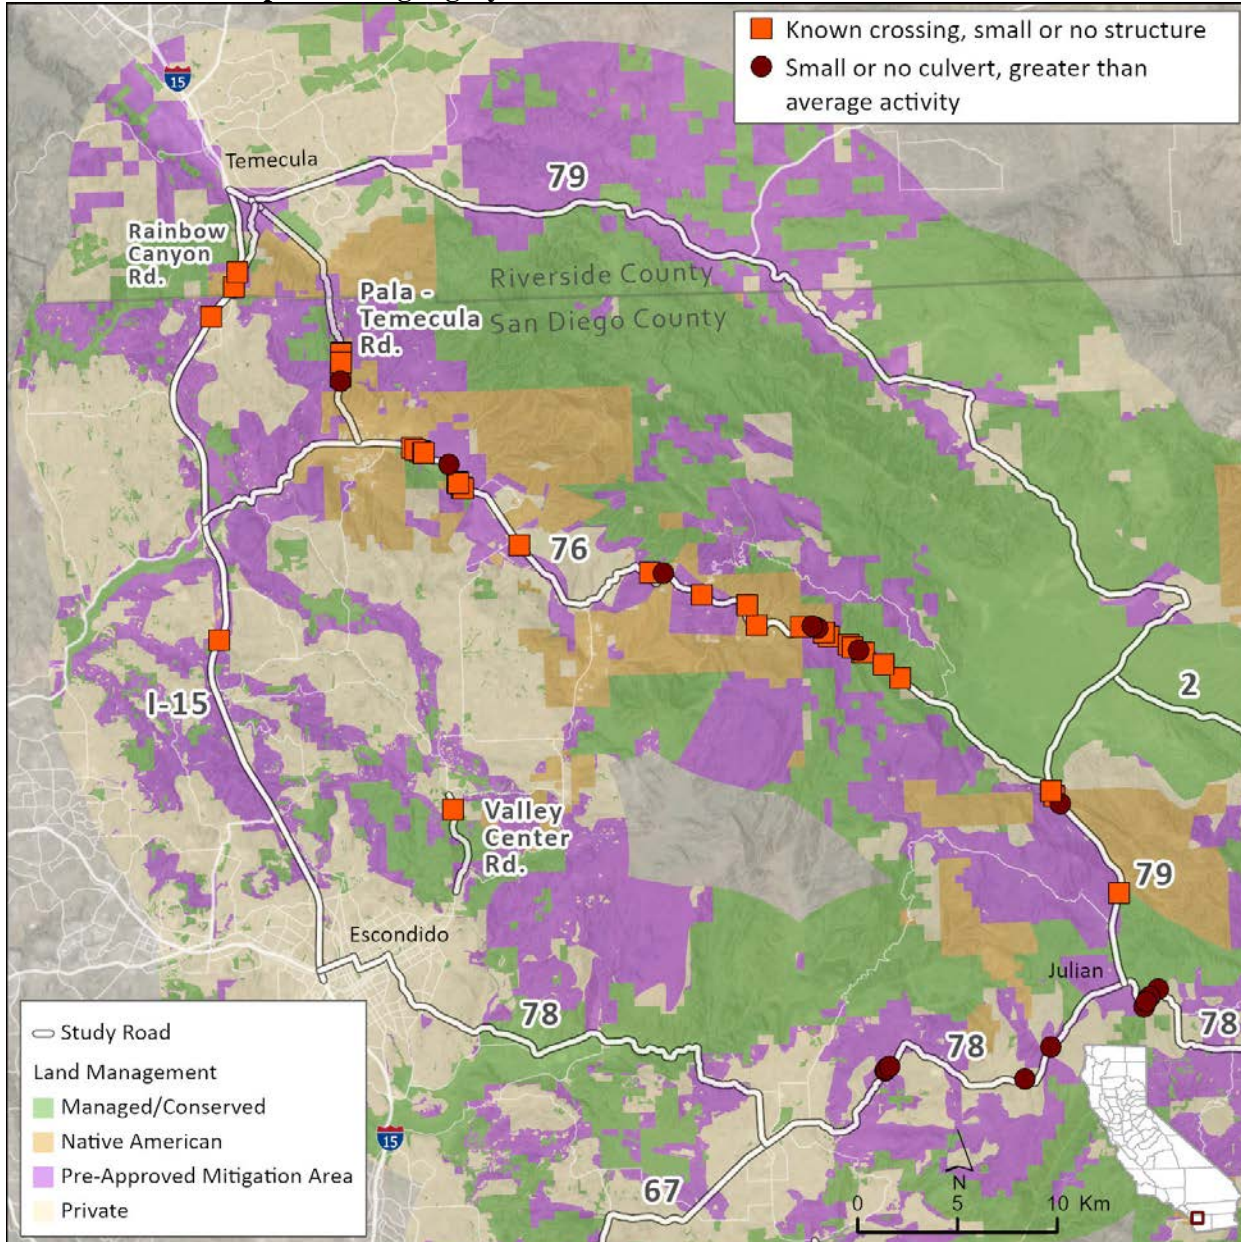 Known crossing, small or no structure
Small or no culvert, greater than
average activity
15
Temecula
79
Rainbow
Canyon
Rd.
Riverside County
San Diego County
Pala -
Temecula
Rd.
76
2
I-15
Valley
Center
Rd.
79
Escondido
Julian
78
78
78
15
67
Study Road
Land Management
Managed/Conserved
Native American
Pre-Approved Mitigation Area
Private
N
0 5 10 Km